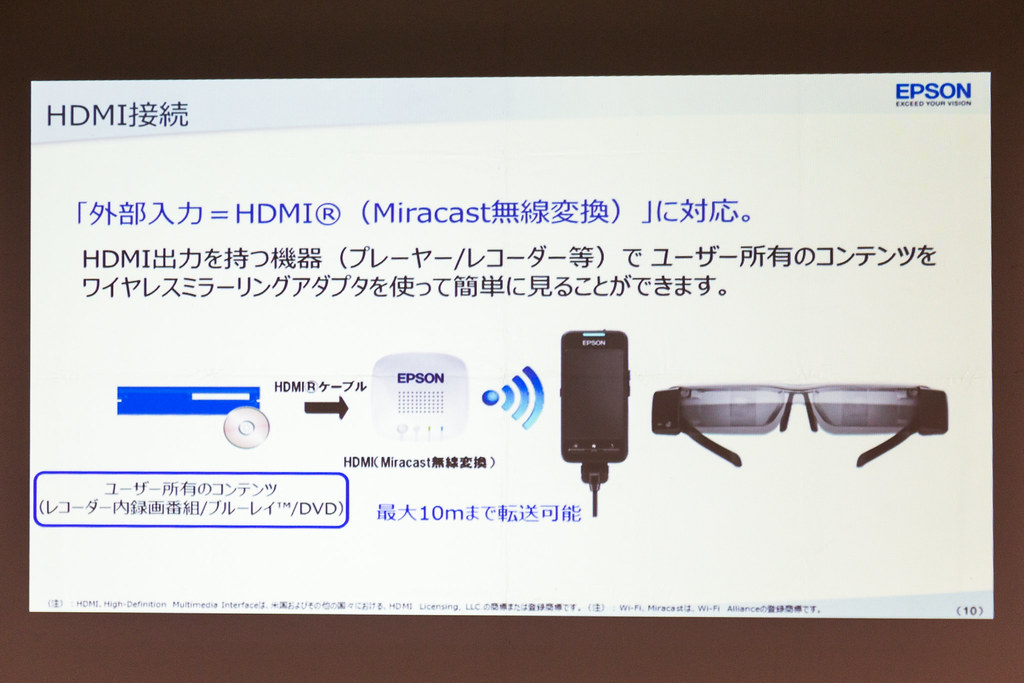 HDMI接続
EPSON
EXCEED YOUR VISION
「外部入力＝HDMI®（Miracast無線変換）」に対応。
HDMI出力を持つ機器（プレーヤー/レコーダー等）で ユーザー所有のコンテンツを
ワイヤレスミラーリングアダプタを使って簡単に見ることができます。
EPSON
HDMI®ケーブル
EPSON
HDMI(Miracast無線変換）
ユーザー所有のコンテンツ
(レコーダー内録画番組/ブルーレイ™/DVD)
最大10mまで転送可能
（注）：HDMI, High-Definition Multimedia Interfaceは、米国およびその他の国々における、HDMI Licensing, LLC の商標または登録商標です。（注）：Wi-Fi, Miracastは、Wi-Fi Allianceの登録商標です。
（10）